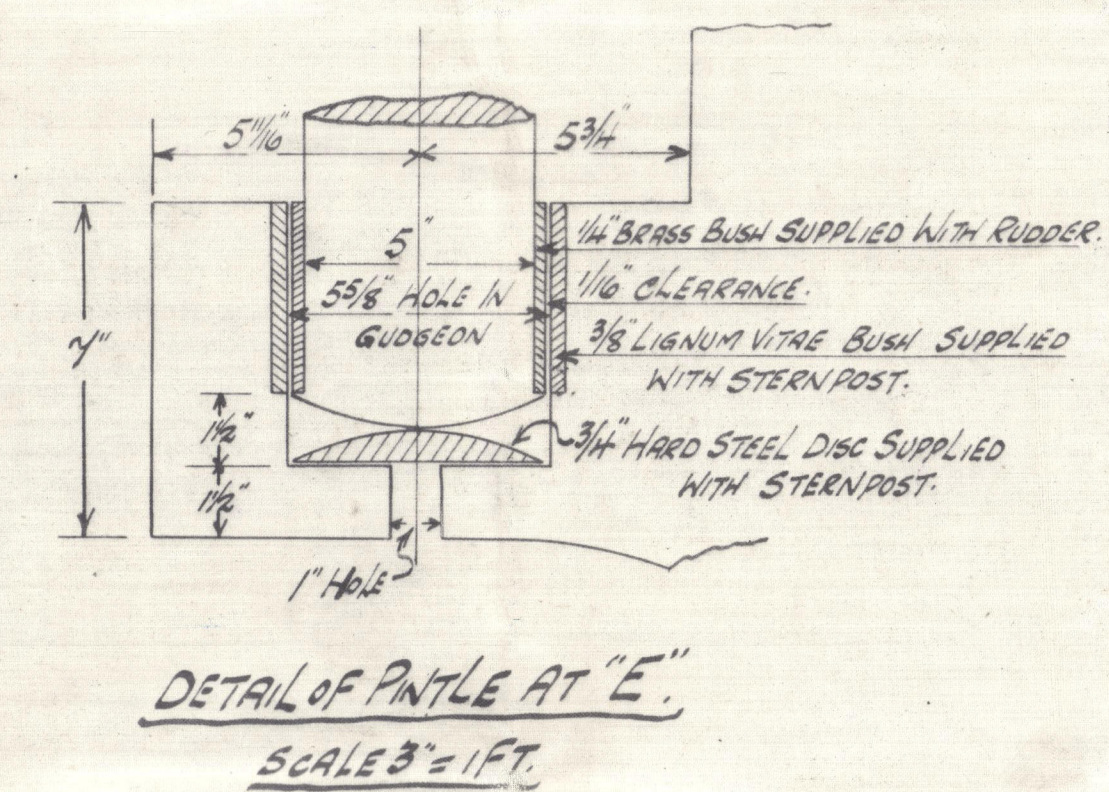 5 11/16"
5 3/4"
1/4" BRASS BUSH SUPPLIED WITH RUDDER.
5"
1/16" CLEARANCE.
5 5/8" HOLE IN
GUDGEON
3/8" LIGNUM VITAE BUSH SUPPLIED
WITH STERNPOST.
7"
1 1/2"
3/4" HARD STEEL DISC SUPPLIED
WITH STERNPOST.
1 1/2"
1" HOLE
DETAIL OF PINTLE AT "E".
SCALE 3" = 1 FT.